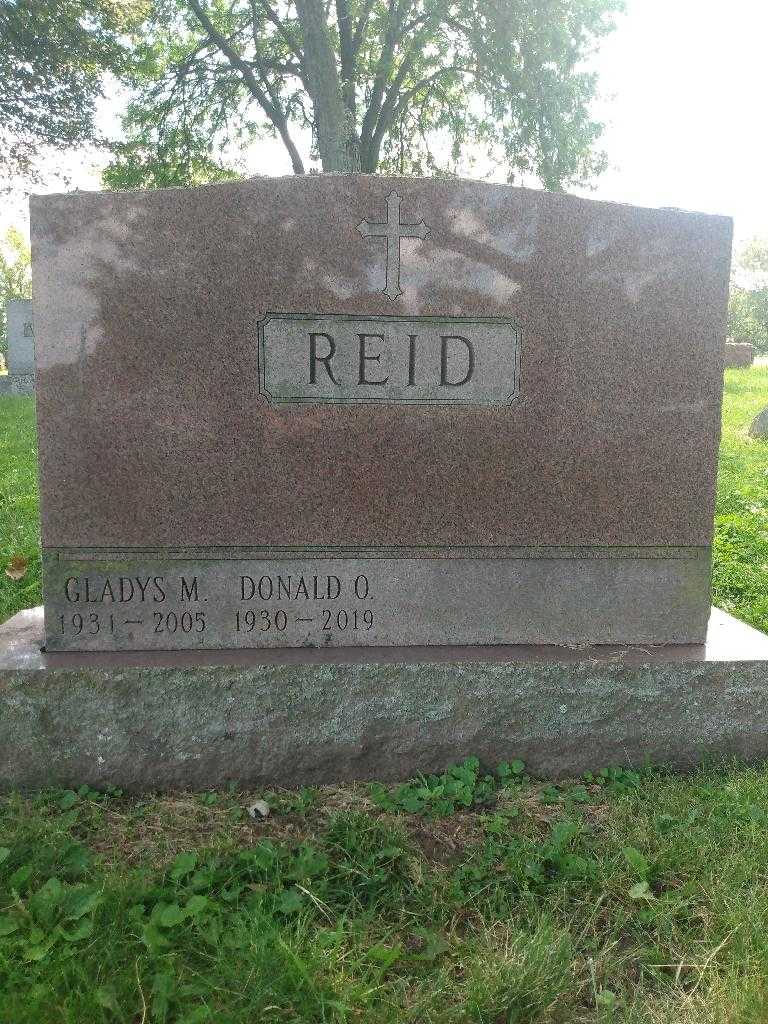 REID
GLADYS M. DONALD O.
1931 – 2005 1930 – 2019